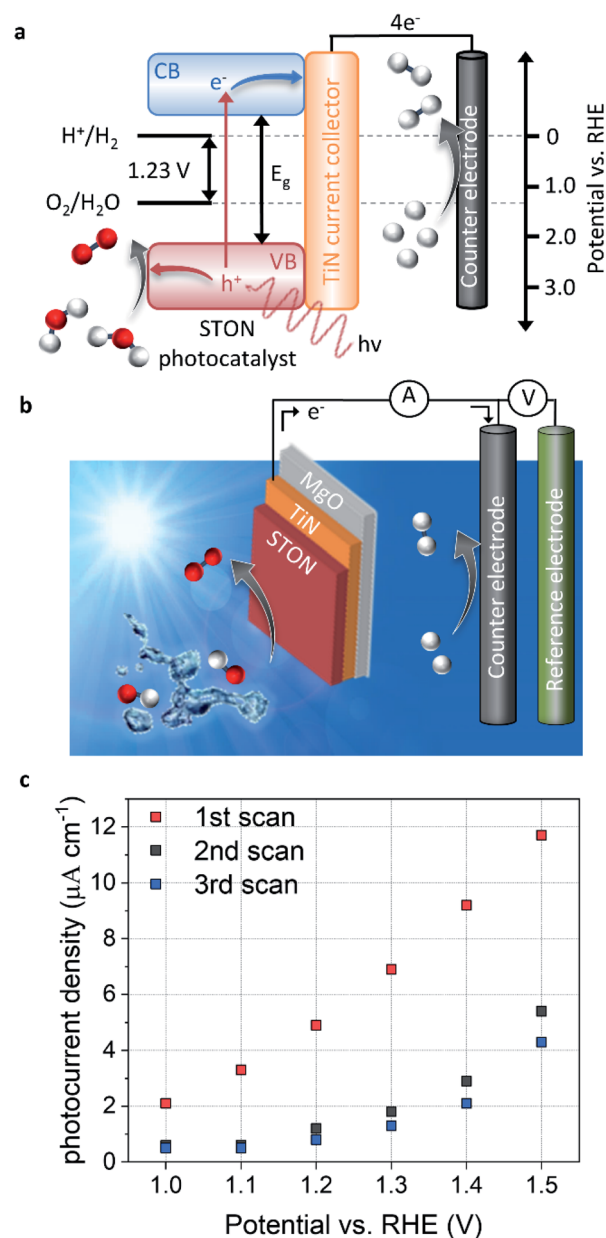 a
4e-
CB
e-
TiN current collector
Counter electrode
Potential vs. RHE
H+/H2
0
1.23 V
Eg
1.0
O2/H2O
2.0
VB
h+
3.0
STON
photocatalyst
hν
b
A
V
e-
MgO
TiN
STON
Counter electrode
Reference electrode
c
12
10
8
6
4
2
0
photocurrent density (μA cm⁻¹)
1st scan
2nd scan
3rd scan
1.0 1.1 1.2 1.3 1.4 1.5
Potential vs. RHE (V)